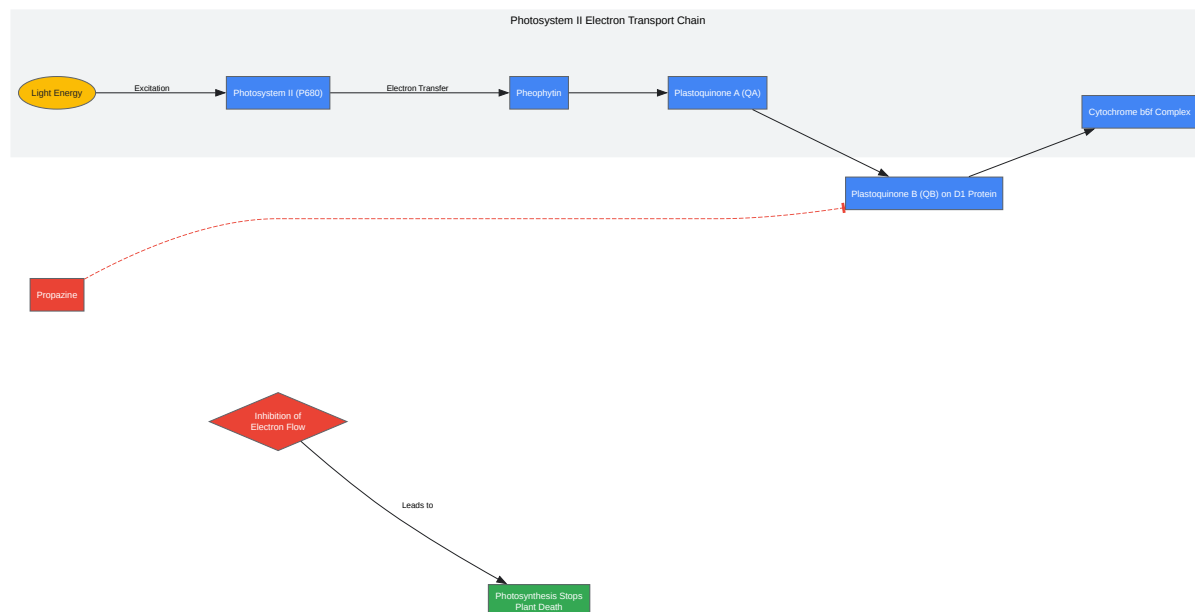 Photosystem II Electron Transport Chain
Light Energy
Excitation
Photosystem II (P680)
Electron Transfer
Pheophytin
Plastoquinone A (QA)
Cytochrome b6f Complex
Plastoquinone B (QB) on D1 Protein
Propazine
Inhibition of
Electron Flow
Leads to
Photosynthesis Stops
Plant Death